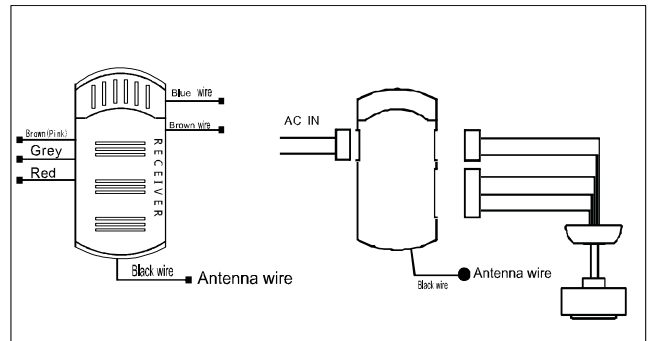 Blue wire
Brown wire
Brown(Pink)
Grey
Red
RECEIVER
Black wire
Antenna wire
AC IN
Black wire
Antenna wire